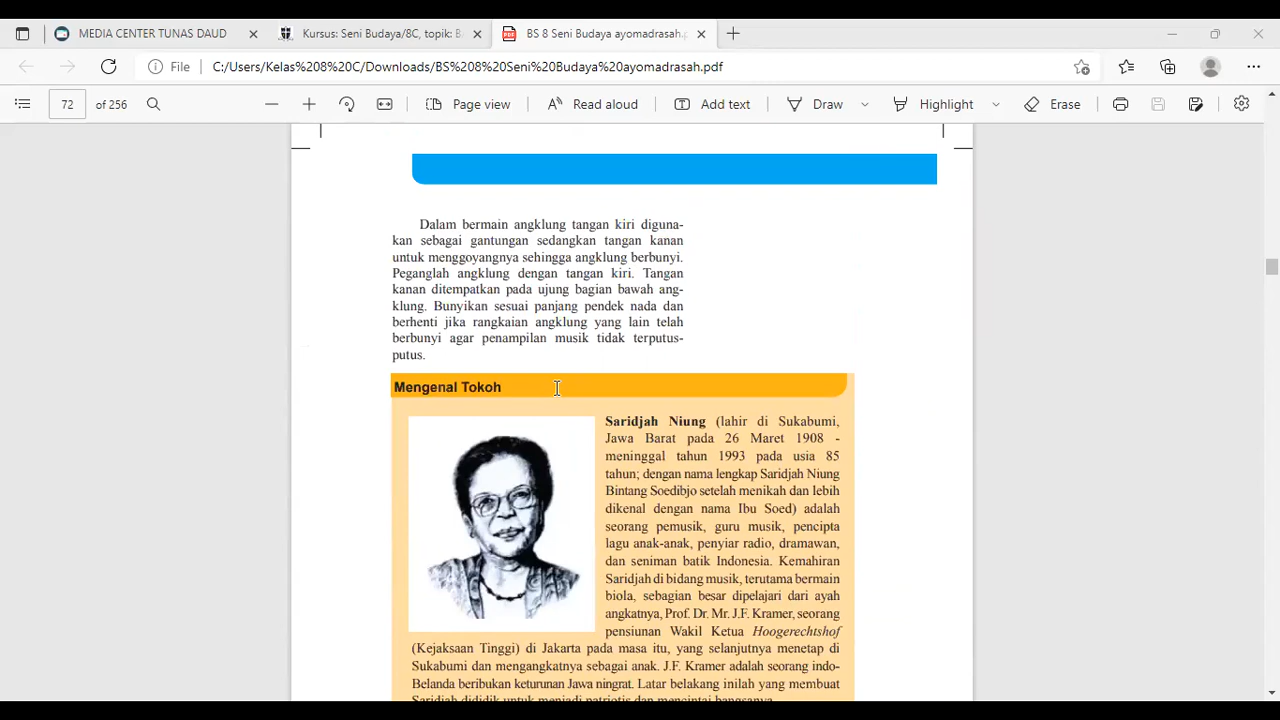 MEDIA CENTER TUNAS DAUD
Kursus: Seni Budaya/8C, topik: B
BS 8 Seni Budaya ayomadrasah.p
File
C:/Users/Kelas%208%20C/Downloads/BS%208%20Seni%20Budaya%20ayomadrasah.pdf
72 of 256
Page view
Read aloud
Add text
Draw
Highlight
Erase
Dalam bermain angklung tangan kiri diguna-
kan sebagai gantungan sedangkan tangan kanan
untuk menggoyangnya sehingga angklung berbunyi.
Peganglah angklung dengan tangan kiri. Tangan
kanan ditempatkan pada ujung bagian bawah ang-
klung. Bunyikan sesuai panjang pendek nada dan
berhenti jika rangkaian angklung yang lain telah
berbunyi agar penampilan musik tidak terputus-
putus.
Mengenal Tokoh
Saridjah Niung (lahir di Sukabumi,
Jawa Barat pada 26 Maret 1908 -
meninggal tahun 1993 pada usia 85
tahun; dengan nama lengkap Saridjah Niung
Bintang Soedibjo setelah menikah dan lebih
dikenal dengan nama Ibu Soed) adalah
seorang pemusik, guru musik, pencipta
lagu anak-anak, penyiar radio, dramawan,
dan seniman batik Indonesia. Kemahiran
Saridjah di bidang musik, terutama bermain
biola, sebagian besar dipelajari dari ayah
angkatnya, Prof. Dr. Mr. J.F. Kramer, seorang
pensiunan Wakil Ketua Hoogerechtshof
(Kejaksaan Tinggi) di Jakarta pada masa itu, yang selanjutnya menetap di
Sukabumi dan mengangkatnya sebagai anak. J.F. Kramer adalah seorang indo-
Belanda beribukan keturunan Jawa ningrat. Latar belakang inilah yang membuat
Saridjah dididik untuk menjadi patriotis dan mencintai bangsanya.